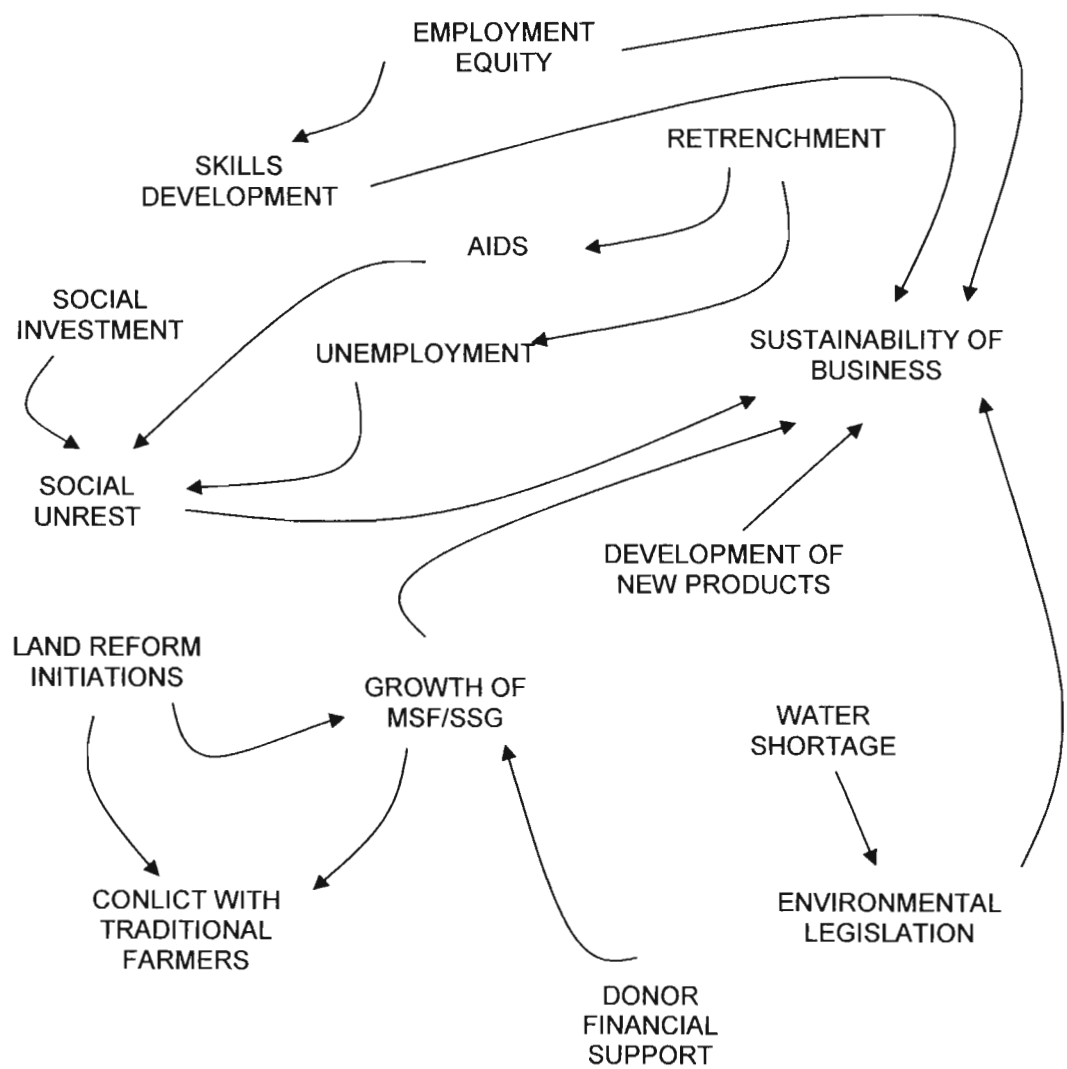 EMPLOYMENT
EQUITY
RETRENCHMENT
SKILLS
DEVELOPMENT
AIDS
SOCIAL
INVESTMENT
UNEMPLOYMENT
SUSTAINABILITY OF
BUSINESS
SOCIAL
UNREST
DEVELOPMENT OF
NEW PRODUCTS
LAND REFORM
INITIATIONS
GROWTH OF
MSF/SSG
WATER
SHORTAGE
CONLICT WITH
TRADITIONAL
FARMERS
ENVIRONMENTAL
LEGISLATION
DONOR
FINANCIAL
SUPPORT